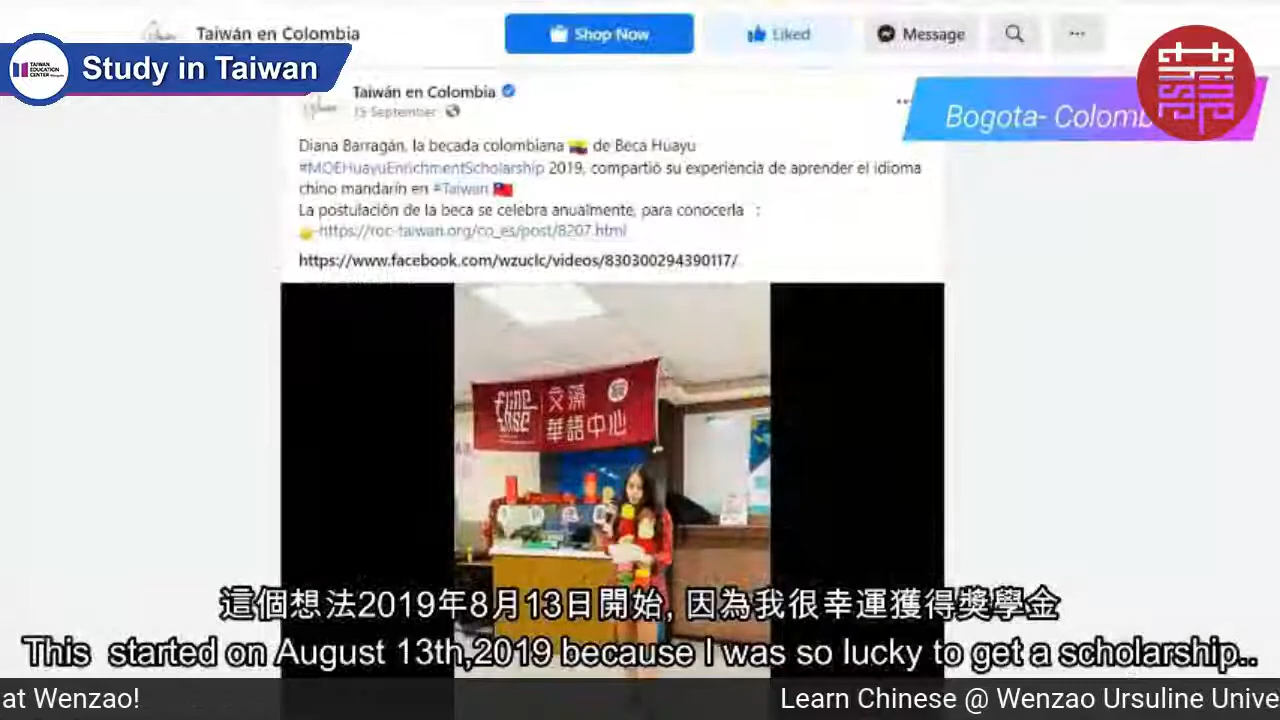 Taiwán en Colombia
Shop Now
Liked
Message
TAIWAN EDUCATION CENTER
Study in Taiwan
Taiwán en Colombia
15 September
Bogota- Colomb
Diana Barragán, la becada colombiana 🇨🇴 de Beca Huayu
#MOEHuayuEnrichmentScholarship 2019, compartió su experiencia de aprender el idioma
chino mandarín en #Taiwan 🇹🇼
La postulación de la beca se celebra anualmente, para conocerla :
https://roc-taiwan.org/co_es/post/8207.html
https://www.facebook.com/wzuclc/videos/830300294390117/
文藻
華語中心
這個想法2019年8月13日開始, 因為我很幸運獲得獎學金
This started on August 13th,2019 because I was so lucky to get a scholarship..
at Wenzao! Learn Chinese @ Wenzao Ursuline Unive